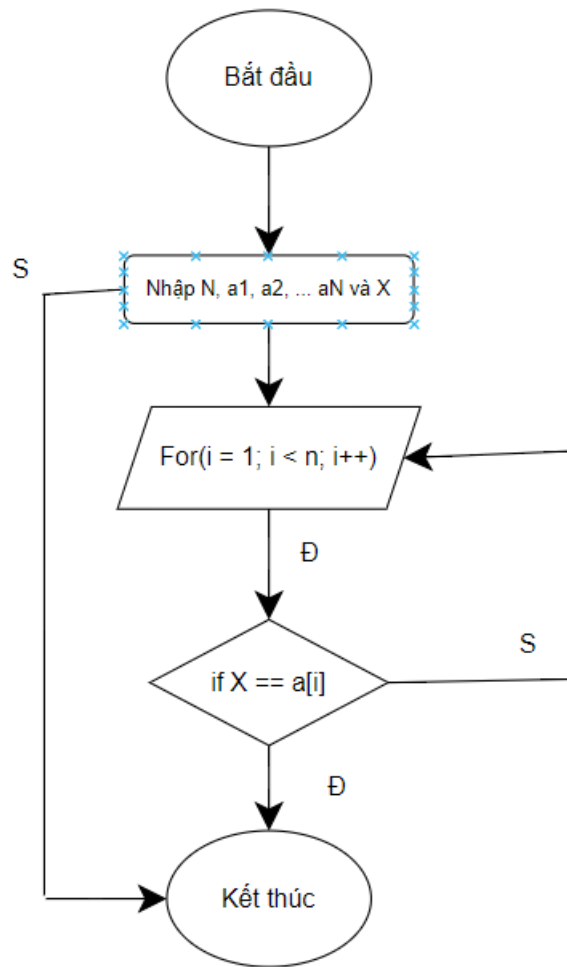 Bắt đầu
S
Nhập N, a1, a2, ... aN và X
For(i = 1; i < n; i++)
Đ
if X == a[i]
S
Đ
Kết thúc